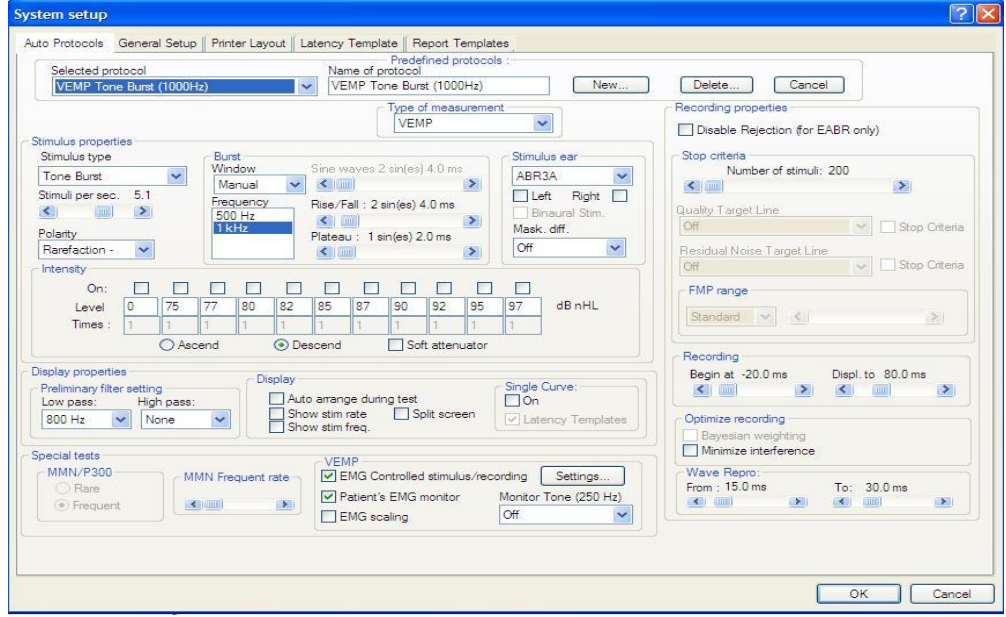 System setup
Auto Protocols General Setup Printer Layout Latency Template Report Templates
Predefined protocols :
Selected protocol
VEMP Tone Burst (1000Hz)
Name of protocol
VEMP Tone Burst (1000Hz)
New... Delete... Cancel
Type of measurement
VEMP
Stimulus properties
Stimulus type
Tone Burst
Stimuli per sec. 5.1
Polarity
Rarefaction -
Burst
Window
Manual
Frequency
500 Hz
1 kHz
Sine waves 2 sin(es) 4.0 ms
Rise/Fall : 2 sin(es) 4.0 ms
Plateau : 1 sin(es) 2.0 ms
Stimulus ear
ABR3A
Left Right
Binaural Stim.
Mask. diff.
Off
Intensity
On:
Level 0 75 77 80 82 85 87 90 92 95 97 dB nHL
Times : 1 1 1 1 1 1 1 1 1 1 1
Ascend Descend Soft attenuator
Display properties
Preliminary filter setting
Low pass: High pass:
800 Hz None
Display
Auto arrange during test
Show stim rate Split screen
Show stim freq.
Single Curve:
On
Latency Templates
Special tests
MMN/P300
Rare
Frequent
MMN Frequent rate
VEMP
EMG Controlled stimulus/recording Settings...
Patient's EMG monitor Monitor Tone (250 Hz)
EMG scaling Off
Recording properties
Disable Rejection (for EABR only)
Stop criteria
Number of stimuli: 200
Quality Target Line
Off Stop Criteria
Residual Noise Target Line
Off Stop Criteria
FMP range
Standard
Recording
Begin at -20.0 ms Displ. to 80.0 ms
Optimize recording
Bayesian weighting
Minimize interference
Wave Repro:
From : 15.0 ms To: 30.0 ms
OK Cancel